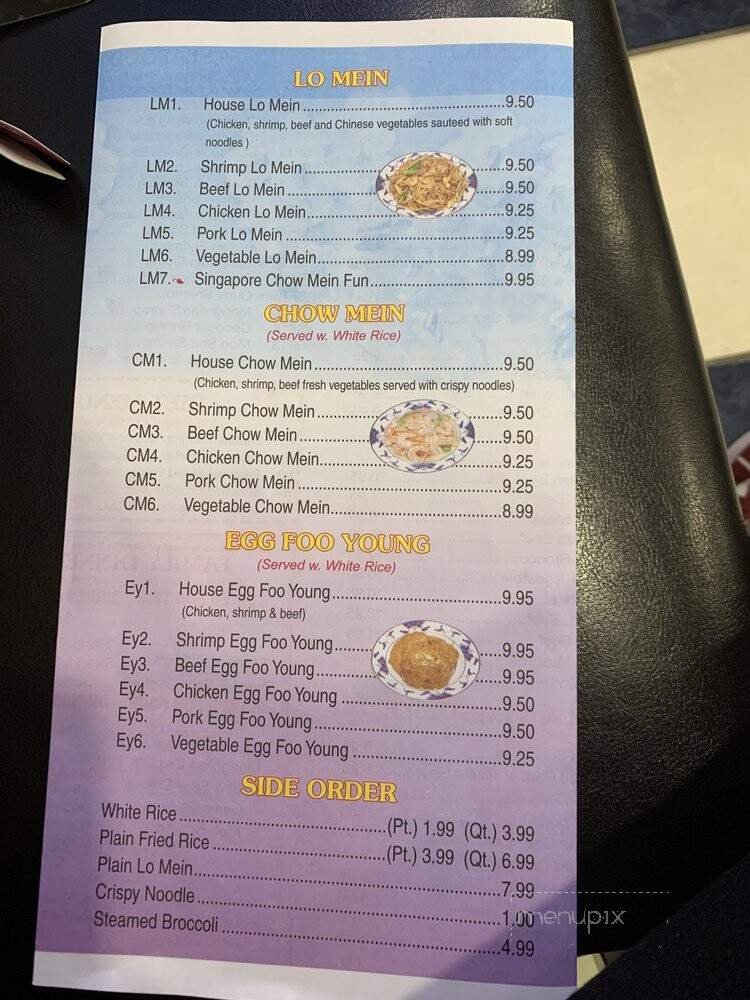 LO MEIN
LM1. House Lo Mein 9.50
(Chicken, shrimp, beef and Chinese vegetables sauteed with soft
noodles )
LM2. Shrimp Lo Mein 9.50
LM3. Beef Lo Mein 9.50
LM4. Chicken Lo Mein 9.25
LM5. Pork Lo Mein 9.25
LM6. Vegetable Lo Mein 8.99
LM7. Singapore Chow Mein Fun 9.95
CHOW MEIN
(Served w. White Rice)
CM1. House Chow Mein 9.50
(Chicken, shrimp, beef fresh vegetables served with crispy noodles)
CM2. Shrimp Chow Mein 9.50
CM3. Beef Chow Mein 9.50
CM4. Chicken Chow Mein 9.25
CM5. Pork Chow Mein 9.25
CM6. Vegetable Chow Mein 8.99
EGG FOO YOUNG
(Served w. White Rice)
Ey1. House Egg Foo Young 9.95
(Chicken, shrimp & beef)
Ey2. Shrimp Egg Foo Young 9.95
Ey3. Beef Egg Foo Young 9.95
Ey4. Chicken Egg Foo Young 9.50
Ey5. Pork Egg Foo Young 9.50
Ey6. Vegetable Egg Foo Young 9.25
SIDE ORDER
White Rice (Pt.) 1.99 (Qt.) 3.99
Plain Fried Rice (Pt.) 3.99 (Qt.) 6.99
Plain Lo Mein 7.99
Crispy Noodle 1.00
Steamed Broccoli 4.99
menupix